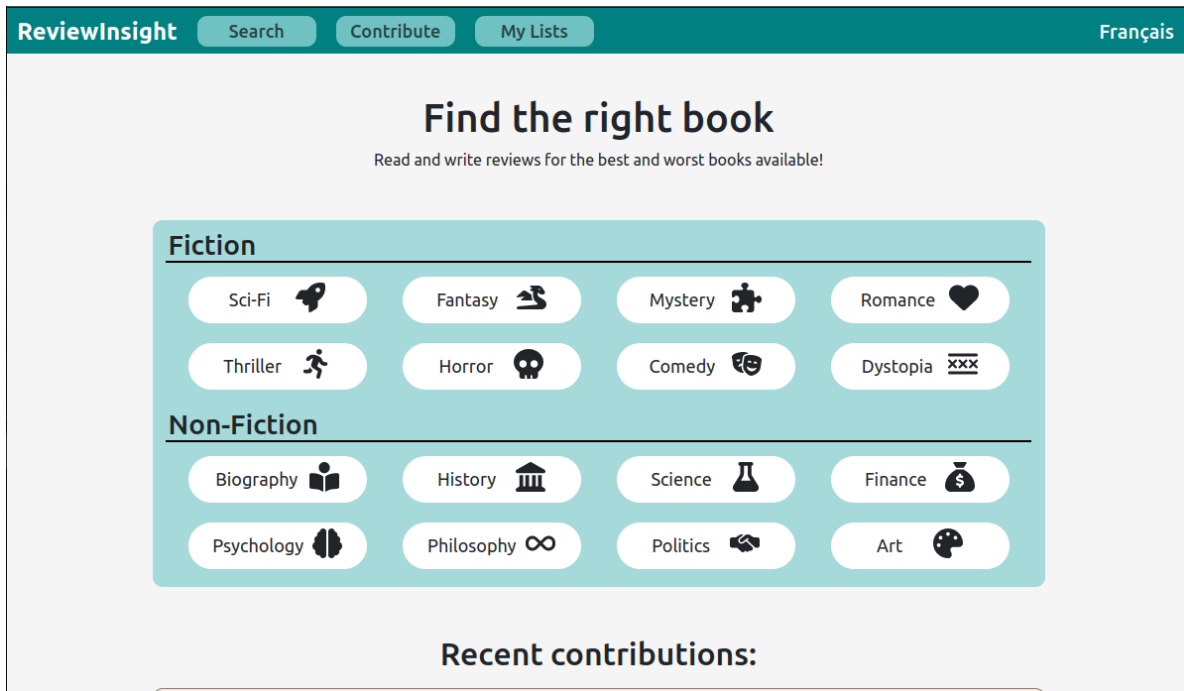 ReviewInsight Search Contribute My Lists Français
Find the right book
Read and write reviews for the best and worst books available!
Fiction
Sci-Fi Fantasy Mystery Romance
Thriller Horror Comedy Dystopia
Non-Fiction
Biography History Science Finance
Psychology Philosophy Politics Art
Recent contributions: